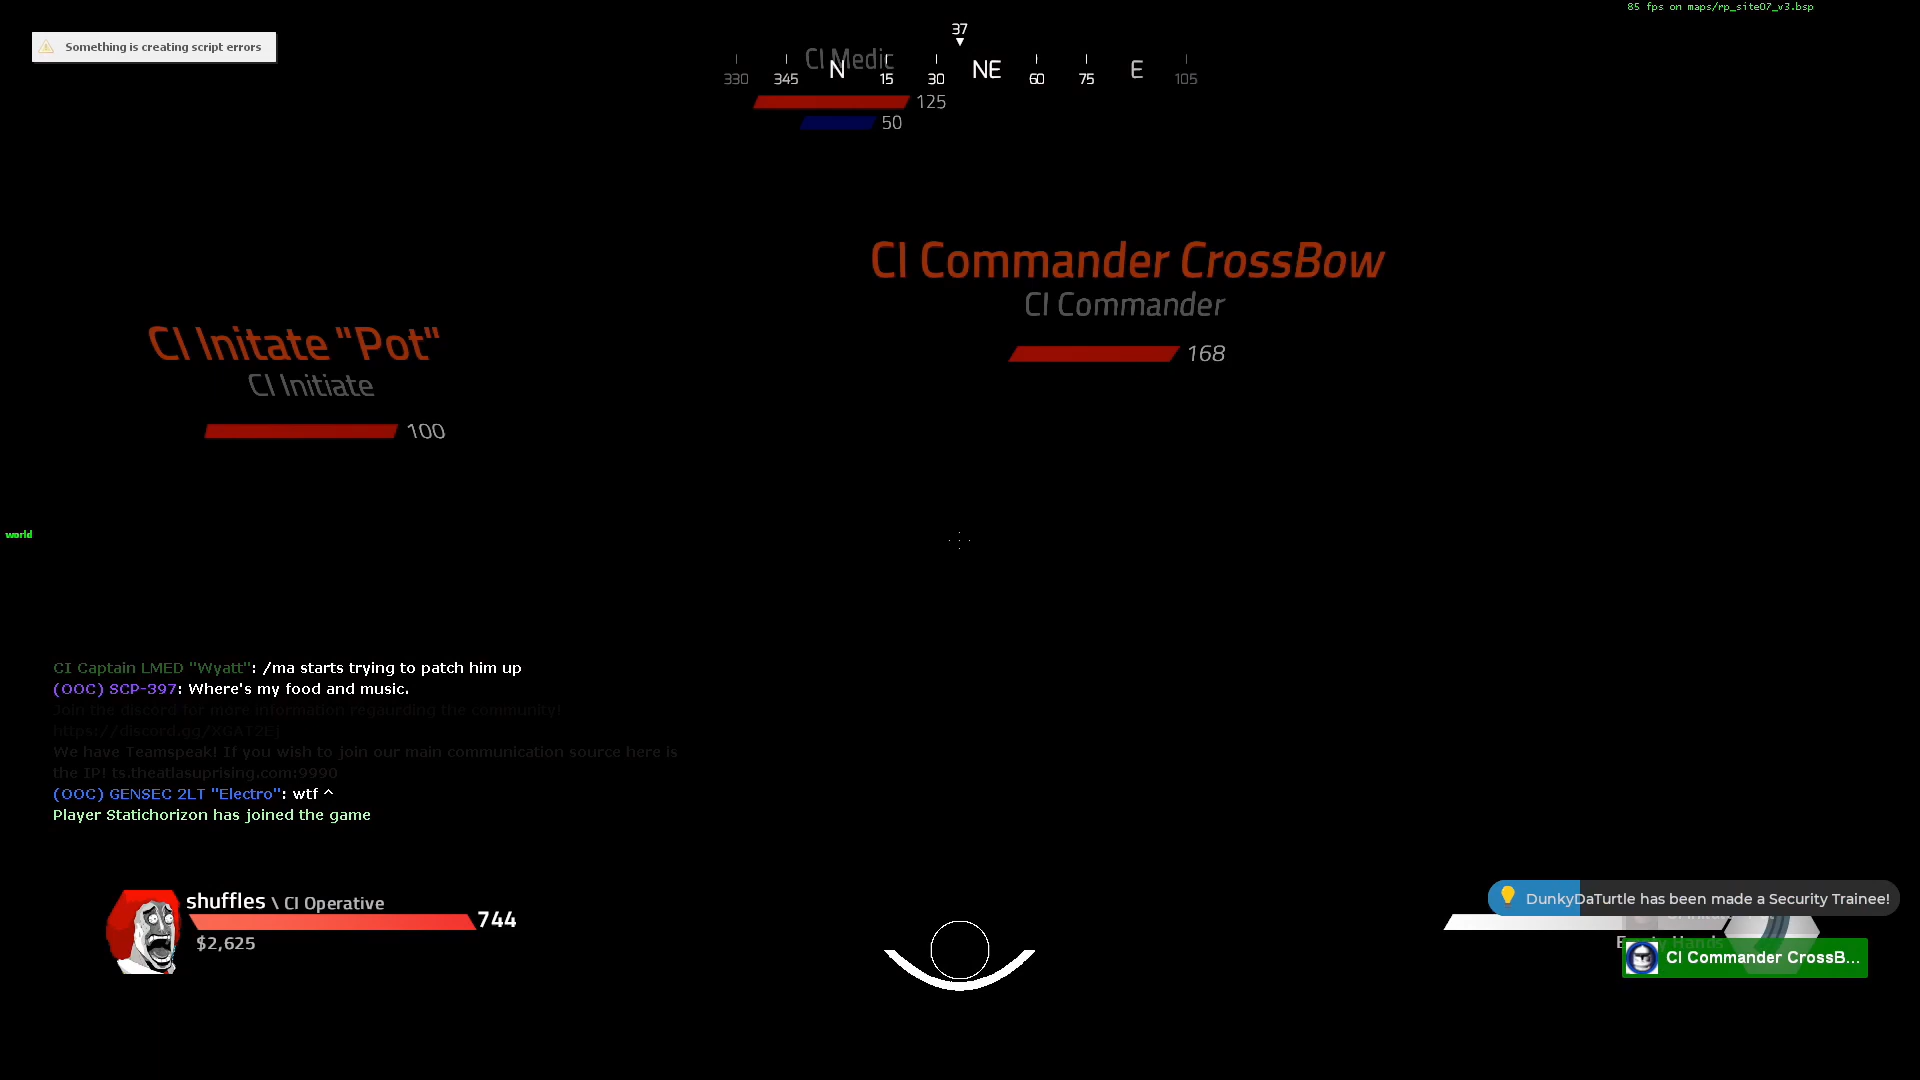 85 fps on maps/rp_site07_v3.bsp
Something is creating script errors
37
CI Medic
330 345 N 15 30 NE 60 75 E 105
125
50
CI Commander CrossBow
CI Commander
168
CI Initate "Pot"
CI Initiate
100
world
CI Captain LMED "Wyatt": /ma starts trying to patch him up
(OOC) SCP-397: Where's my food and music.
Join the discord for more information regaurding the community!
We have Teamspeak! If you wish to join our main communication source here is
the IP! ts.theatlasuprising.com:9990
(OOC) GENSEC 2LT "Electro": wtf ^
Player Statichorizon has joined the game
shuffles \ CI Operative
744
$2,625
DunkyDaTurtle has been made a Security Trainee!
Hands
CI Commander CrossB...